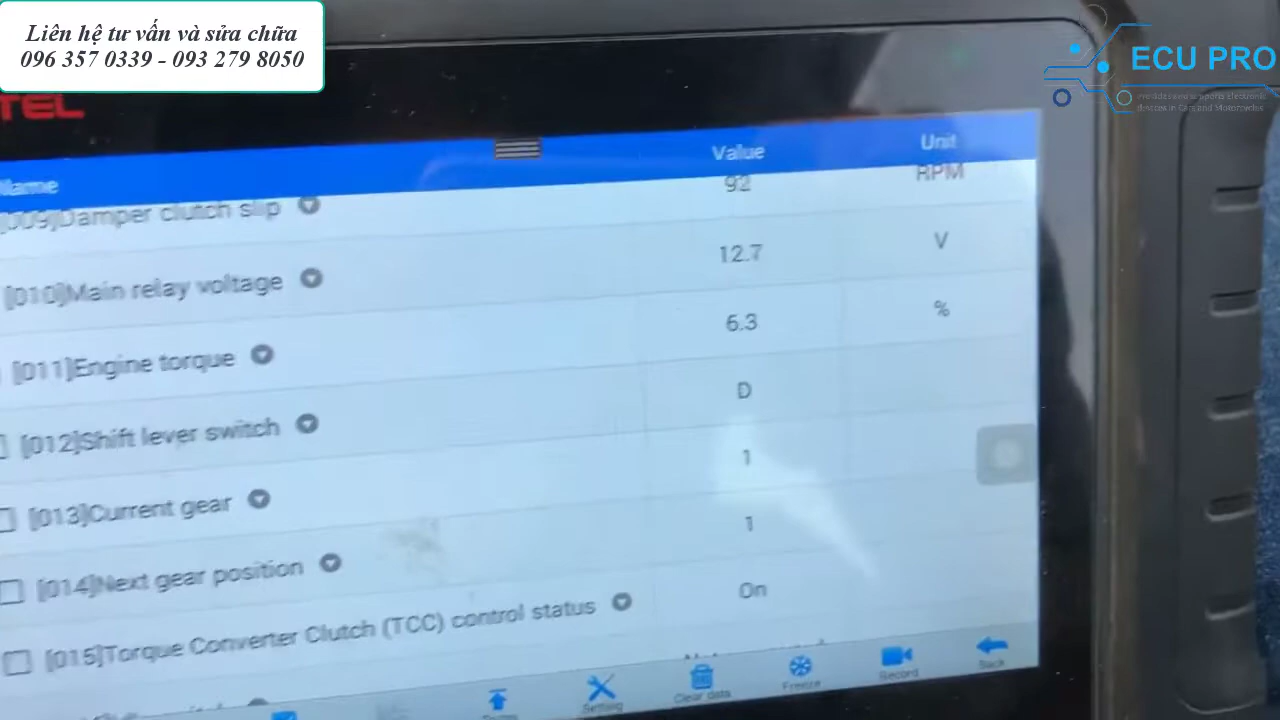 Liên hệ tư vấn và sửa chữa
096 357 0339 - 093 279 8050
ECU PRO
TEL
Name
Value
Unit
[009]Damper clutch slip 92 RPM
[010]Main relay voltage 12.7 V
[011]Engine torque 6.3 %
[012]Shift lever switch D
[013]Current gear 1
[014]Next gear position 1
[015]Torque Converter Clutch (TCC) control status On
Setting
Clear data
Freeze
Record
Back